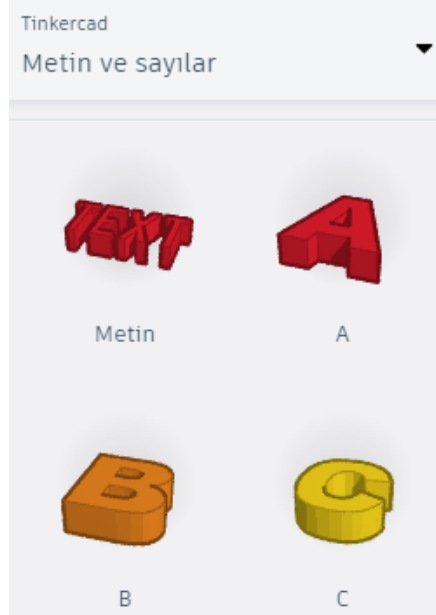 Tinkercad
Metin ve sayılar
TEXT A
Metin A
B C
B C